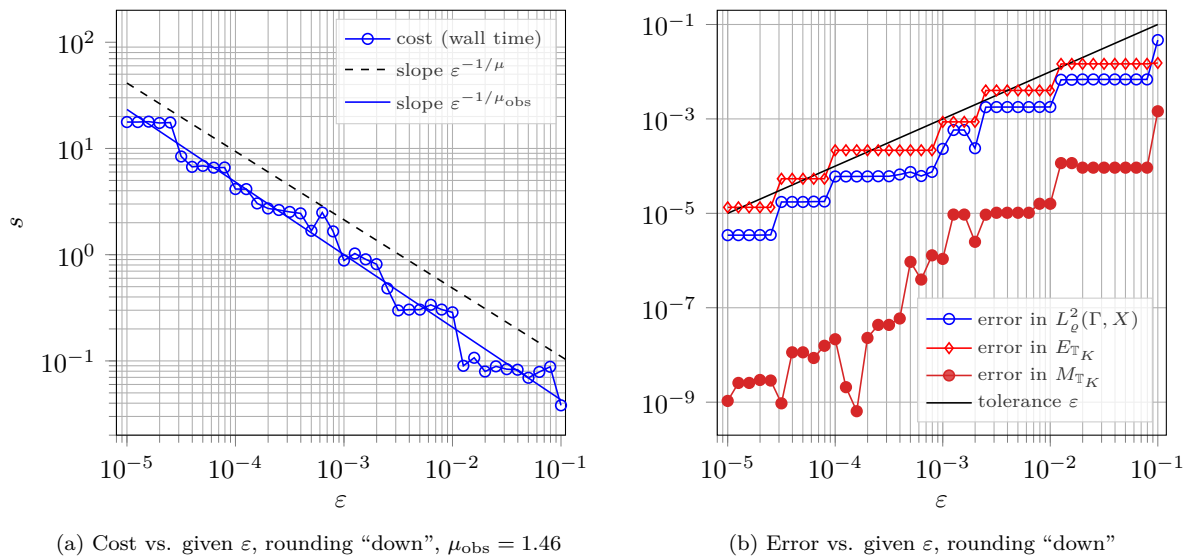 10^2
10^1
10^0
10^{-1}
s
cost (wall time)
slope ε^{-1/μ}
slope ε^{-1/μ_obs}
10^{-5} 10^{-4} 10^{-3} 10^{-2} 10^{-1}
ε
(a) Cost vs. given ε, rounding “down”, μ_obs = 1.46
10^{-1}
10^{-3}
10^{-5}
10^{-7}
10^{-9}
error in L^2_ϱ(Γ, X)
error in E_{𝕋_K}
error in M_{𝕋_K}
tolerance ε
10^{-5} 10^{-4} 10^{-3} 10^{-2} 10^{-1}
ε
(b) Error vs. given ε, rounding “down”